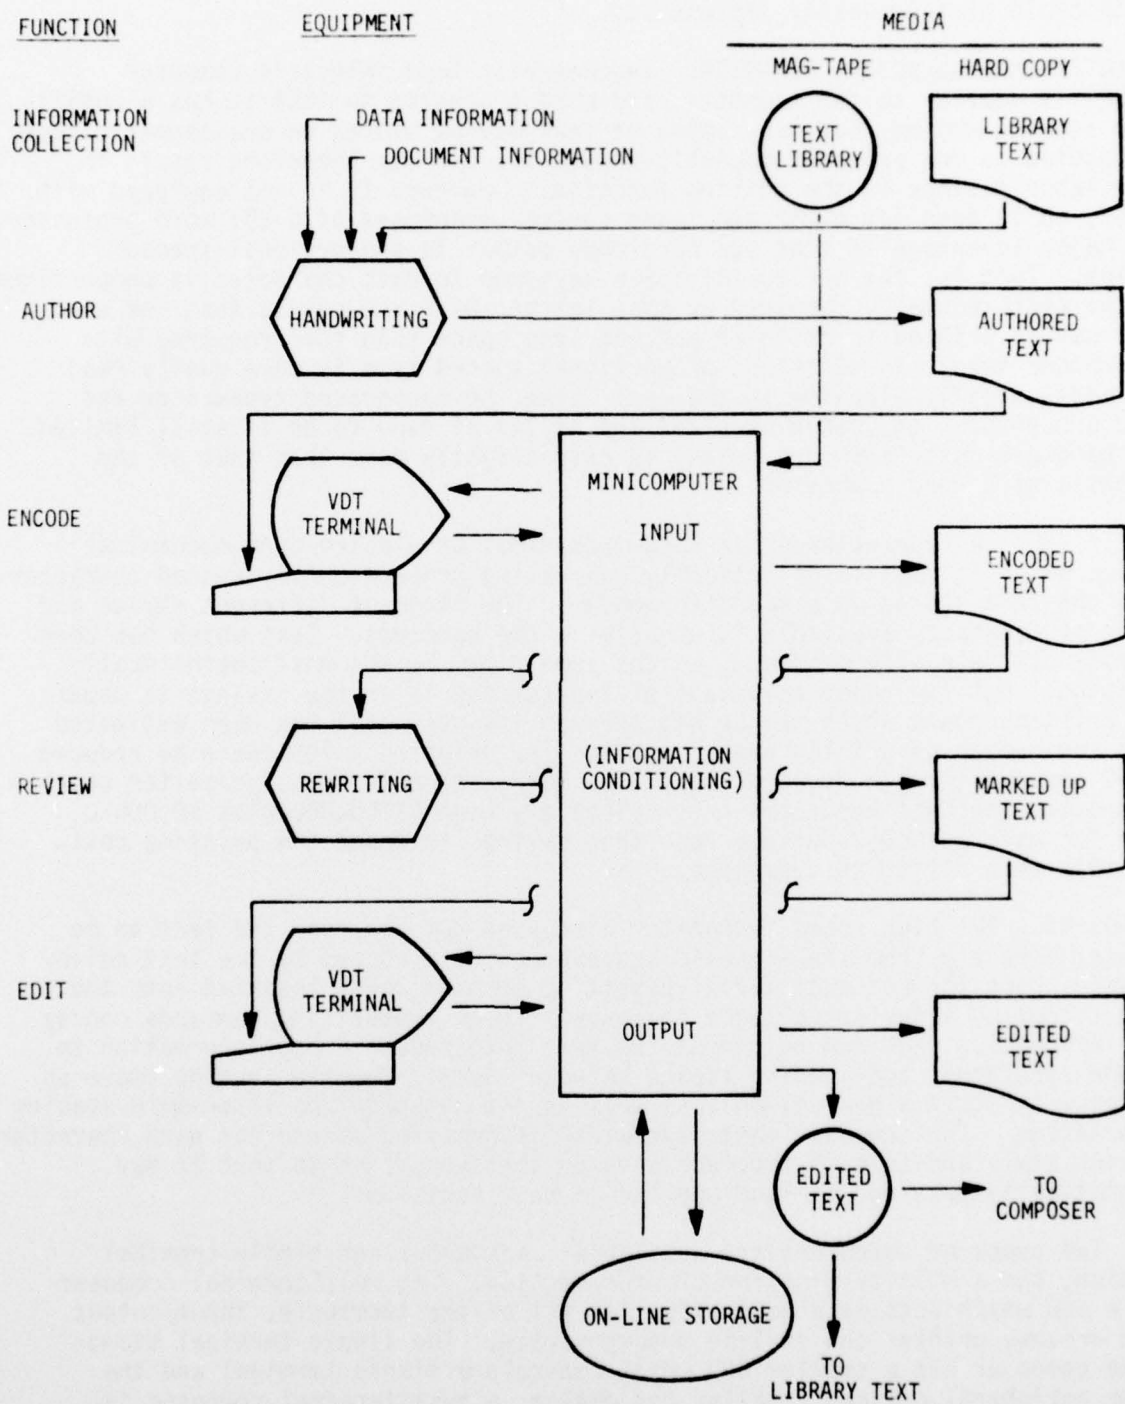 FUNCTION
EQUIPMENT
MEDIA
MAG-TAPE
HARD COPY
INFORMATION
COLLECTION
DATA INFORMATION
DOCUMENT INFORMATION
TEXT
LIBRARY
LIBRARY
TEXT
AUTHOR
HANDWRITING
AUTHORED
TEXT
ENCODE
VDT
TERMINAL
MINICOMPUTER
INPUT
ENCODED
TEXT
REVIEW
REWRITING
(INFORMATION
CONDITIONING)
MARKED UP
TEXT
EDIT
VDT
TERMINAL
OUTPUT
EDITED
TEXT
EDITED
TEXT
TO
COMPOSER
ON-LINE STORAGE
TO
LIBRARY TEXT